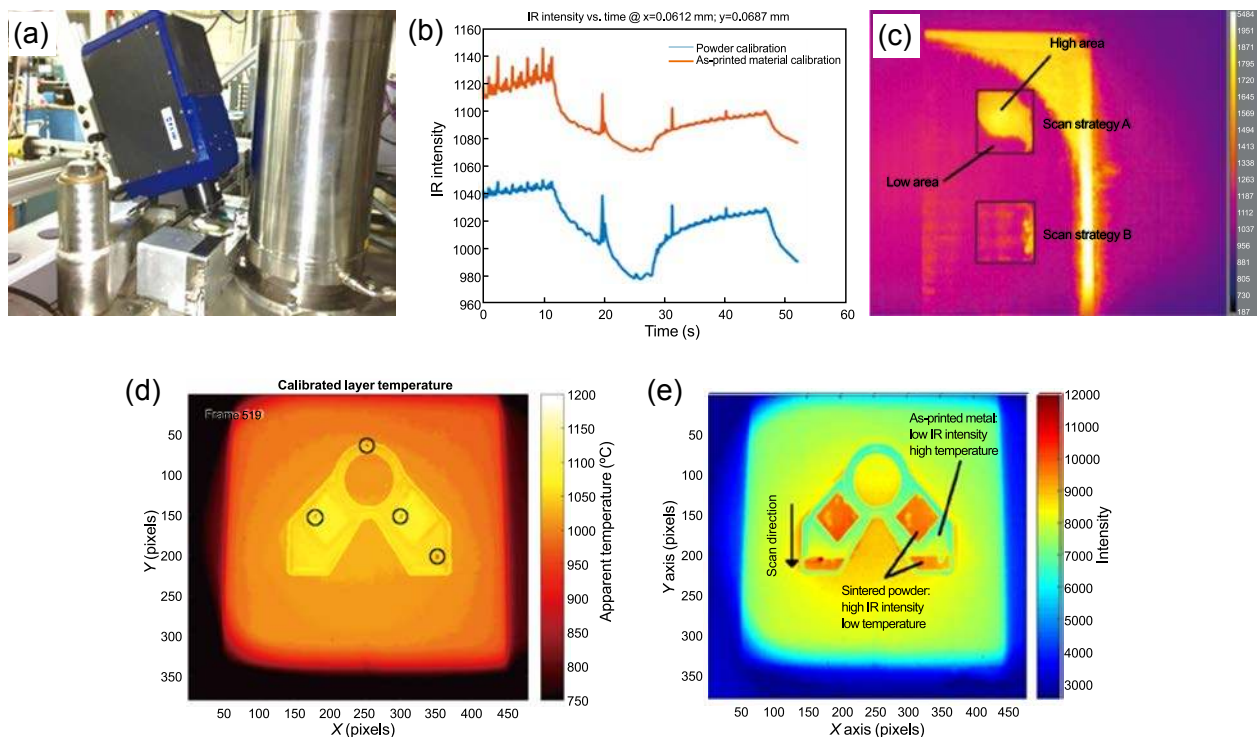 (a)
(b)
IR intensity vs. time @ x=0.0612 mm; y=0.0687 mm
1160
1140
1120
1100
1080
1060
1040
1020
1000
980
960
IR intensity
Powder calibration
As-printed material calibration
0 10 20 30 40 50 60
Time (s)
(c)
High area
Scan strategy A
Low area
Scan strategy B
5484
1951
1871
1795
1720
1644
1569
1494
1413
1338
1263
1187
1112
1037
956
881
805
730
187
(d)
Calibrated layer temperature
Frame 519
50
100
150
200
250
300
350
Y (pixels)
50 100 150 200 250 300 350 400 450
X (pixels)
1200
1150
1100
1050
1000
950
900
850
800
750
Apparent temperature (ºC)
(e)
As-printed metal:
low IR intensity
high temperature
Scan direction
Sintered powder:
high IR intensity
low temperature
50
100
150
200
250
300
350
Y axis (pixels)
50 100 150 200 250 300 350 400 450
X axis (pixels)
12000
11000
10000
9000
8000
7000
6000
5000
4000
3000
Intensity